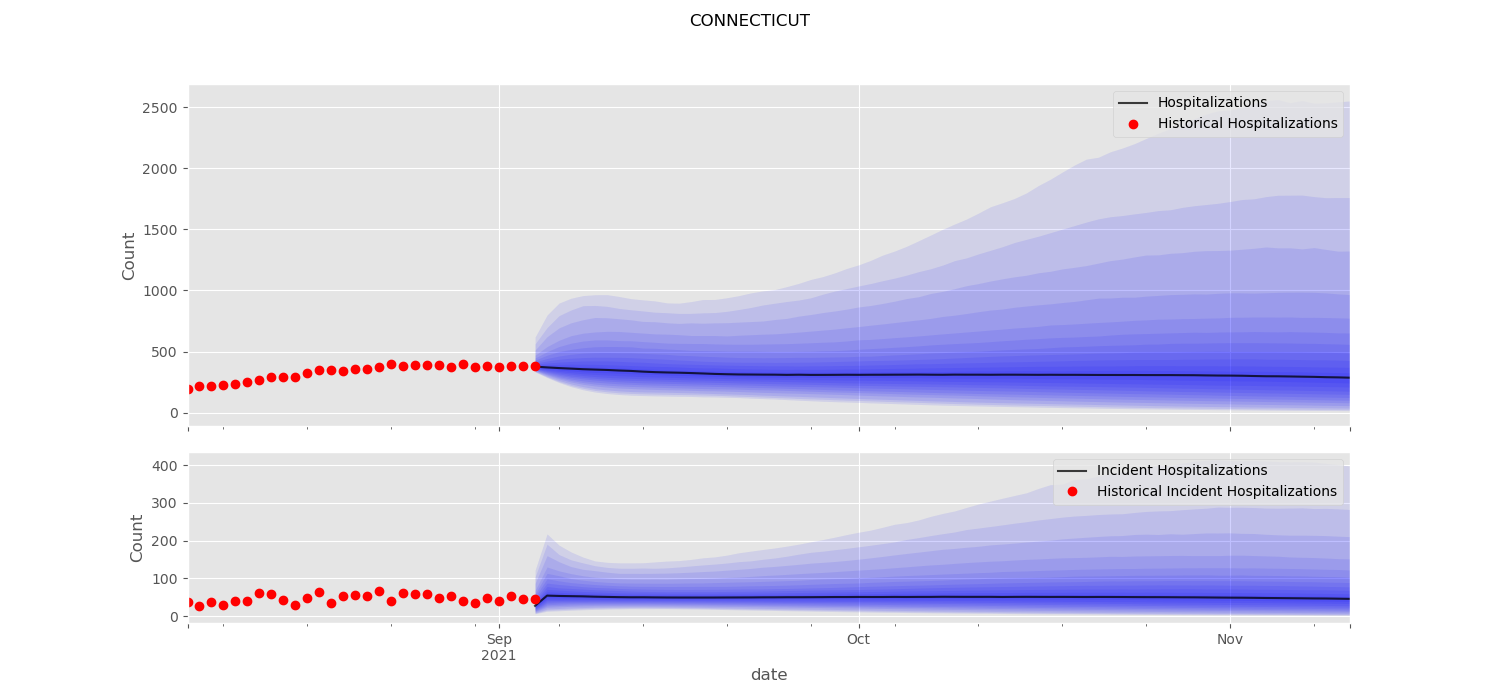 CONNECTICUT
2500
2000
1500
1000
500
0
Count
Hospitalizations
Historical Hospitalizations
400
300
200
100
0
Count
Incident Hospitalizations
Historical Incident Hospitalizations
Sep
2021
Oct
Nov
date